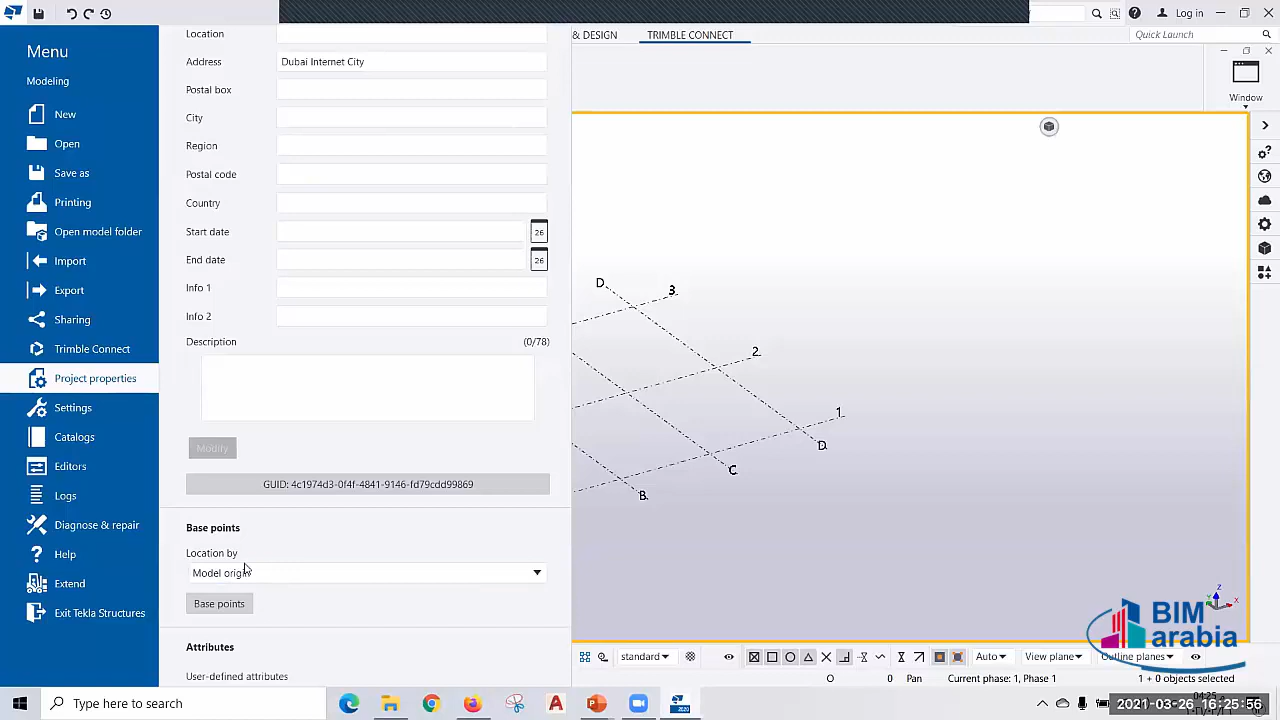 Log in
& DESIGN
TRIMBLE CONNECT
Quick Launch
Menu
Modeling
New
Open
Save as
Printing
Open model folder
Import
Export
Sharing
Trimble Connect
Project properties
Settings
Catalogs
Editors
Logs
Diagnose & repair
Help
Extend
Exit Tekla Structures
Location
Address
Dubai Internet City
Postal box
City
Region
Postal code
Country
Start date
26
End date
26
Info 1
Info 2
Description
(0/78)
Modify
GUID: 4c1974d3-0f4f-4841-9146-fd79cdd99869
Base points
Location by
Model origin
Base points
Attributes
User-defined attributes
Window
D
3
2
1
D
C
B
Z
X
BIM
arabia
standard
Auto
View plane
Outline planes
0
0
Pan
Current phase: 1, Phase 1
1 + 0 objects selected
Type here to search
2020
04:25
2021-03-26 16:25:56